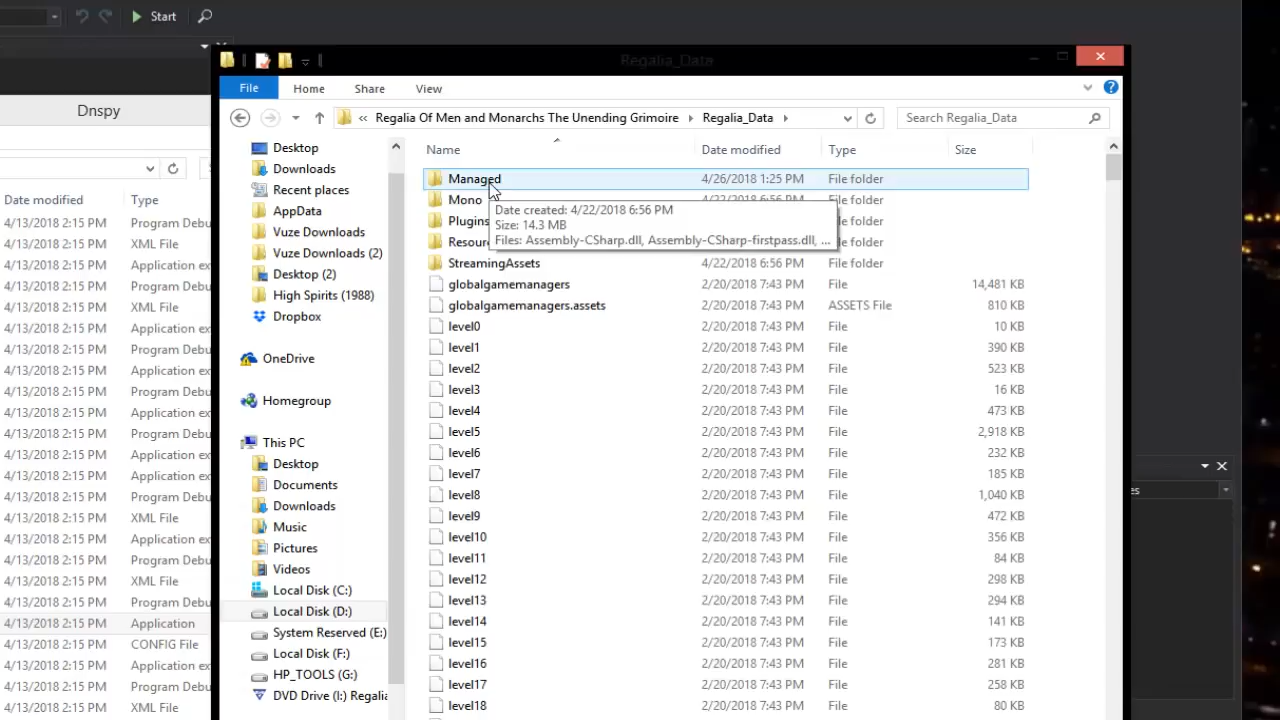 Start
Regalia_Data
File Home Share View
Dnspy
« Regalia Of Men and Monarchs The Unending Grimoire Regalia_Data
Search Regalia_Data
Date modified Type
4/13/2018 2:15 PM Program Debu
4/13/2018 2:15 PM XML File
4/13/2018 2:15 PM Application ex
4/13/2018 2:15 PM Program Debu
4/13/2018 2:15 PM XML File
4/13/2018 2:15 PM Application ex
4/13/2018 2:15 PM Program Debu
4/13/2018 2:15 PM Application ex
4/13/2018 2:15 PM Program Debu
4/13/2018 2:15 PM Application ex
4/13/2018 2:15 PM Program Debu
4/13/2018 2:15 PM Application ex
4/13/2018 2:15 PM Program Debu
4/13/2018 2:15 PM Application ex
4/13/2018 2:15 PM XML File
4/13/2018 2:15 PM Program Debu
4/13/2018 2:15 PM Application ex
4/13/2018 2:15 PM XML File
4/13/2018 2:15 PM Program Debu
4/13/2018 2:15 PM Application
4/13/2018 2:15 PM CONFIG File
4/13/2018 2:15 PM Application ex
4/13/2018 2:15 PM Program Debu
4/13/2018 2:15 PM XML File
Desktop
Downloads
Recent places
AppData
Vuze Downloads
Vuze Downloads (2)
Desktop (2)
High Spirits (1988)
Dropbox
OneDrive
Homegroup
This PC
Desktop
Documents
Downloads
Music
Pictures
Videos
Local Disk (C:)
Local Disk (D:)
System Reserved (E:)
Local Disk (F:)
HP_TOOLS (G:)
DVD Drive (I:) Regalia
Name Date modified Type Size
Managed 4/26/2018 1:25 PM File folder
Mono 4/22/2018 6:56 PM File folder
Plugins
Resour
Date created: 4/22/2018 6:56 PM
Size: 14.3 MB
Files: Assembly-CSharp.dll, Assembly-CSharp-firstpass.dll, ...
StreamingAssets 4/22/2018 6:56 PM File folder
globalgamemanagers 2/20/2018 7:43 PM File 14,481 KB
globalgamemanagers.assets 2/20/2018 7:43 PM ASSETS File 810 KB
level0 2/20/2018 7:43 PM File 10 KB
level1 2/20/2018 7:43 PM File 390 KB
level2 2/20/2018 7:43 PM File 523 KB
level3 2/20/2018 7:43 PM File 16 KB
level4 2/20/2018 7:43 PM File 473 KB
level5 2/20/2018 7:43 PM File 2,918 KB
level6 2/20/2018 7:43 PM File 232 KB
level7 2/20/2018 7:43 PM File 185 KB
level8 2/20/2018 7:43 PM File 1,040 KB
level9 2/20/2018 7:43 PM File 472 KB
level10 2/20/2018 7:43 PM File 356 KB
level11 2/20/2018 7:43 PM File 84 KB
level12 2/20/2018 7:43 PM File 298 KB
level13 2/20/2018 7:43 PM File 294 KB
level14 2/20/2018 7:43 PM File 141 KB
level15 2/20/2018 7:43 PM File 173 KB
level16 2/20/2018 7:43 PM File 281 KB
level17 2/20/2018 7:43 PM File 258 KB
level18 2/20/2018 7:43 PM File 80 KB
es